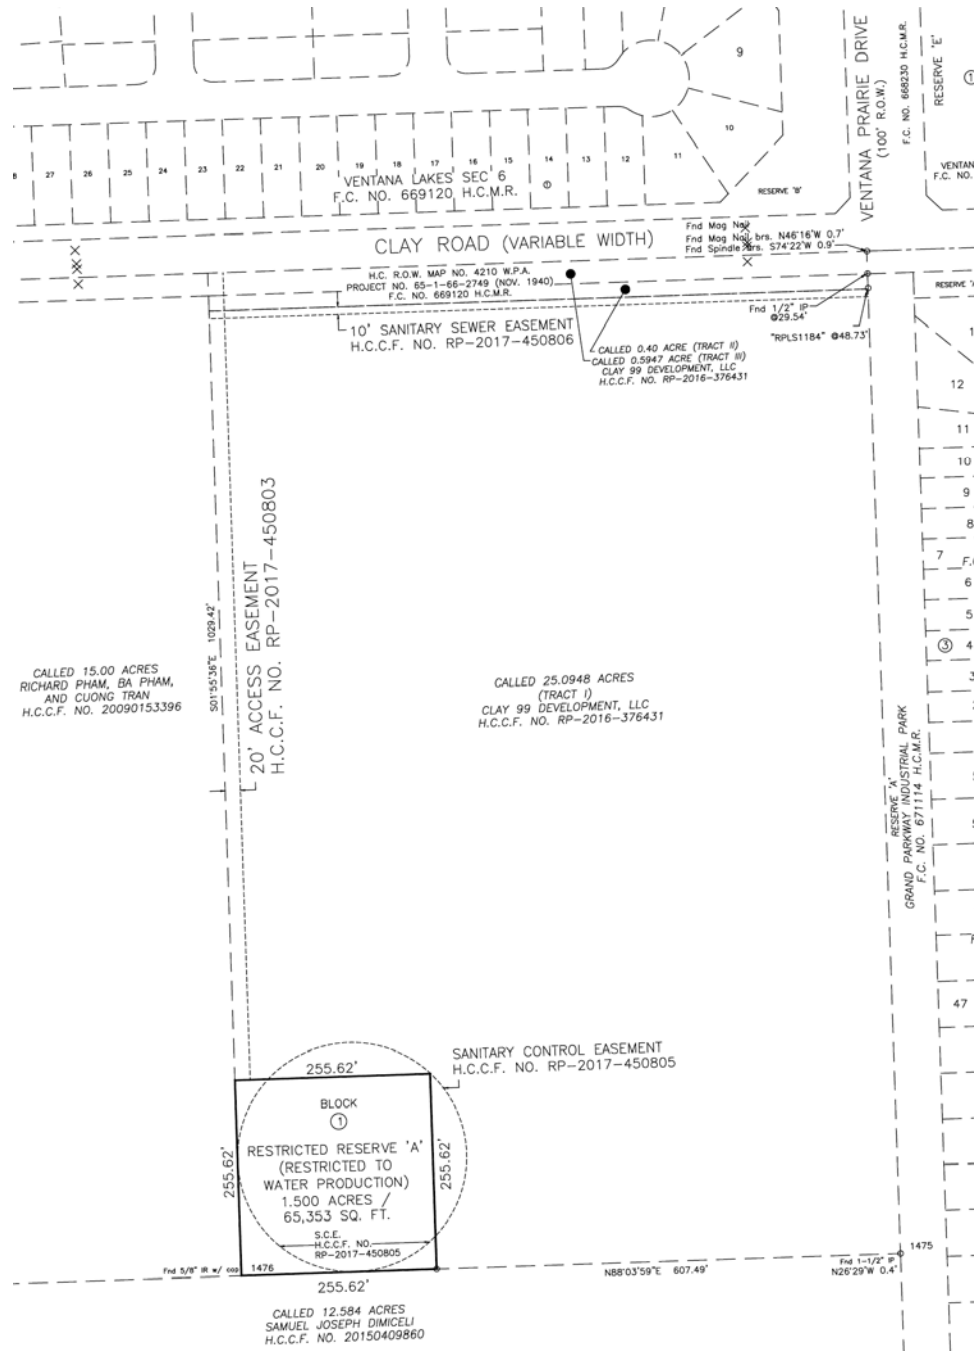 9
10
11
12
13
14
15
16
17
18
19
20
21
22
23
24
25
26
27
8
①
VENTANA LAKES SEC 6
F.C. NO. 669120 H.C.M.R.
RESERVE 'B'
VENTANA PRAIRIE DRIVE
(100' R.O.W.)
F.C. NO. 668230 H.C.M.R.
RESERVE 'E'
①
VENTAN
F.C. NO.
CLAY ROAD (VARIABLE WIDTH)
Fnd Mag Nail
Fnd Mag Nail brs. N46°16'W 0.7'
Fnd Spindle brs. S74°22'W 0.9'
H.C. R.O.W. MAP NO. 4210 W.P.A.
PROJECT NO. 65-1-66-2749 (NOV. 1940)
F.C. NO. 669120 H.C.M.R.
Fnd 1/2" IP
@29.54'
"RPLS1184" @48.73'
10' SANITARY SEWER EASEMENT
H.C.C.F. NO. RP-2017-450806
CALLED 0.40 ACRE (TRACT II)
CALLED 0.5947 ACRE (TRACT III)
CLAY 99 DEVELOPMENT, LLC
H.C.C.F. NO. RP-2016-376431
RESERVE 'A'
1
12
11
10
9
8
7
F.C
6
5
③
4
3
47
20' ACCESS EASEMENT
H.C.C.F. NO. RP-2017-450803
S01°55'36"E 1029.42'
CALLED 15.00 ACRES
RICHARD PHAM, BA PHAM,
AND CUONG TRAN
H.C.C.F. NO. 20090153396
CALLED 25.0948 ACRES
(TRACT I)
CLAY 99 DEVELOPMENT, LLC
H.C.C.F. NO. RP-2016-376431
RESERVE 'A'
GRAND PARKWAY INDUSTRIAL PARK
F.C. NO. 671114 H.C.M.R.
SANITARY CONTROL EASEMENT
H.C.C.F. NO. RP-2017-450805
255.62'
BLOCK
①
RESTRICTED RESERVE 'A'
(RESTRICTED TO
WATER PRODUCTION)
1.500 ACRES /
65,353 SQ. FT.
S.C.E.
H.C.C.F. NO.
RP-2017-450805
255.62'
255.62'
255.62'
Fnd 5/8" IR w/ cap
1476
N88°03'59"E 607.49'
Fnd 1-1/2" IP
N26°29'W 0.4'
1475
CALLED 12.584 ACRES
SAMUEL JOSEPH DIMICELI
H.C.C.F. NO. 20150409860